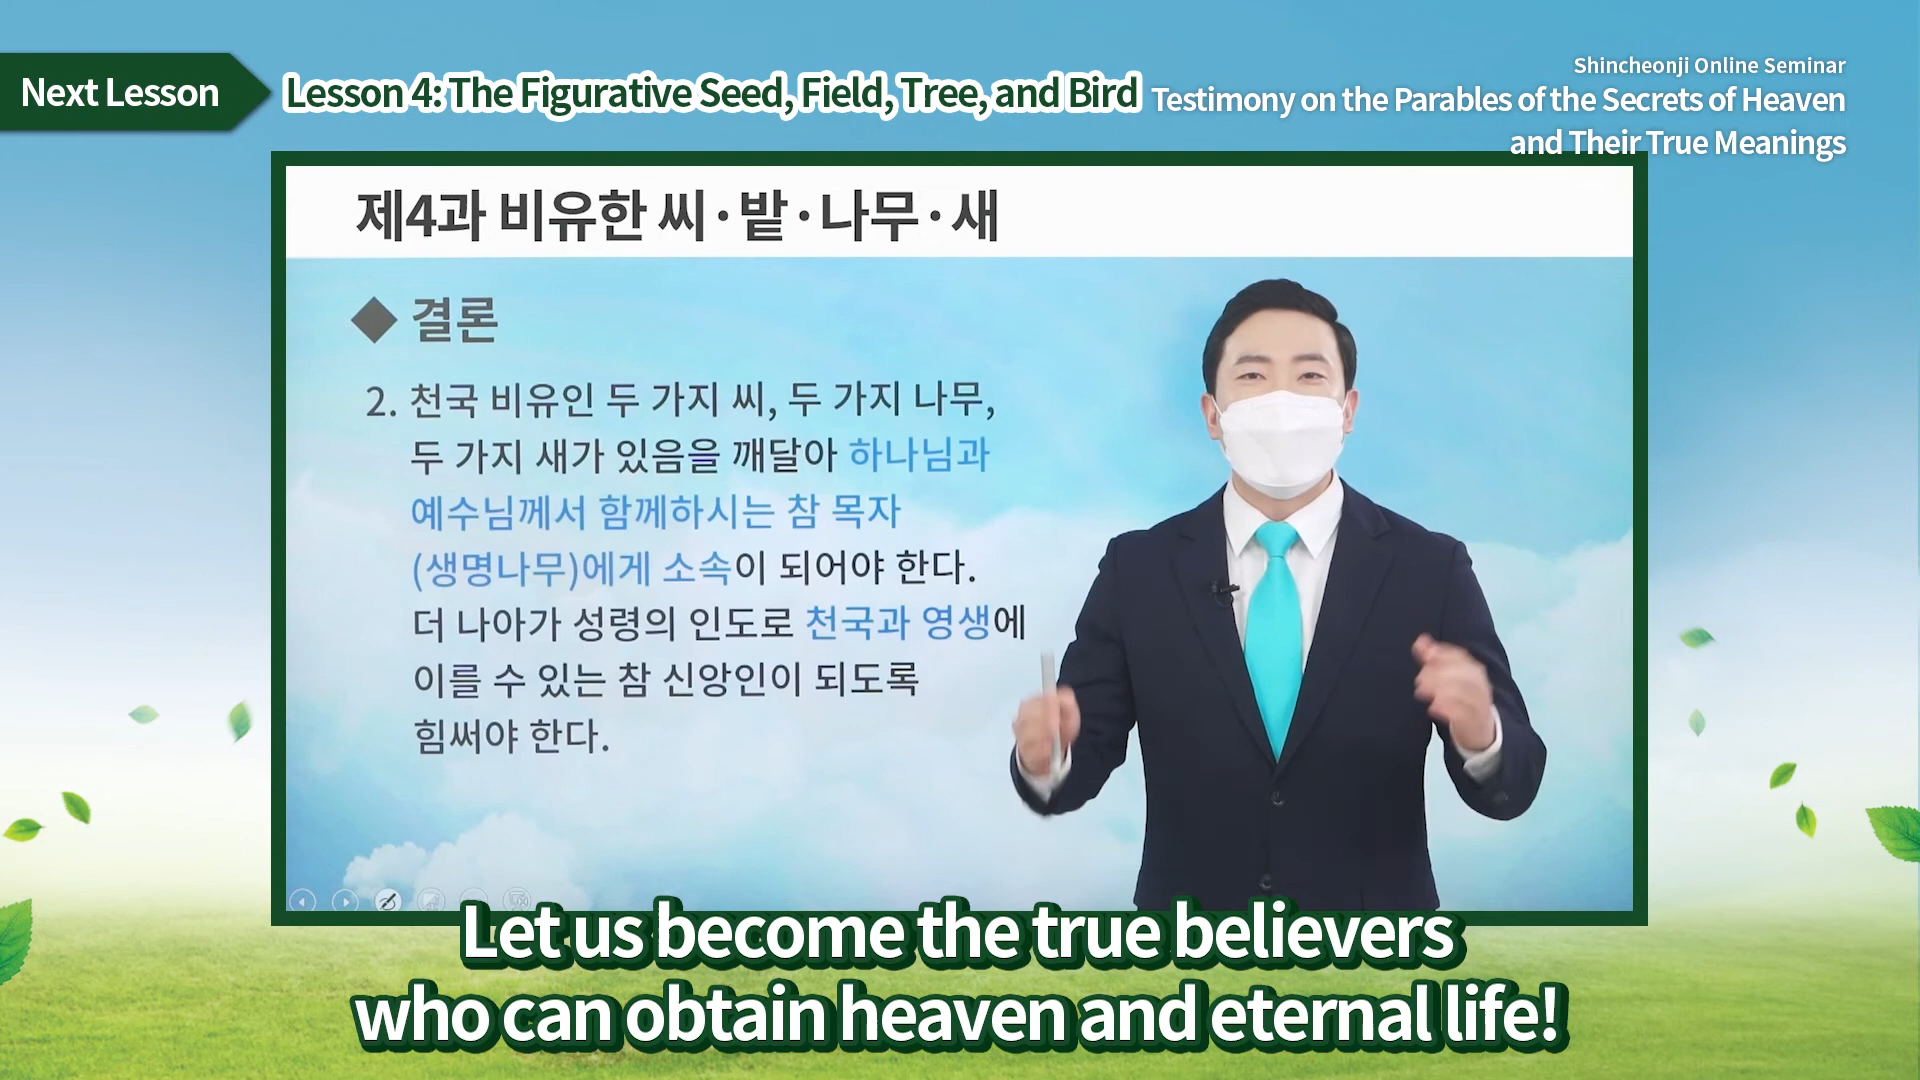 Next Lesson
Lesson 4: The Figurative Seed, Field, Tree, and Bird
Shincheonji Online Seminar
Testimony on the Parables of the Secrets of Heaven
and Their True Meanings
제4과 비유한 씨·밭·나무·새
◆ 결론
2. 천국 비유인 두 가지 씨, 두 가지 나무,
두 가지 새가 있음을 깨달아 하나님과
예수님께서 함께하시는 참 목자
(생명나무)에게 소속이 되어야 한다.
더 나아가 성령의 인도로 천국과 영생에
이를 수 있는 참 신앙인이 되도록
힘써야 한다.
Let us become the true believers
who can obtain heaven and eternal life!